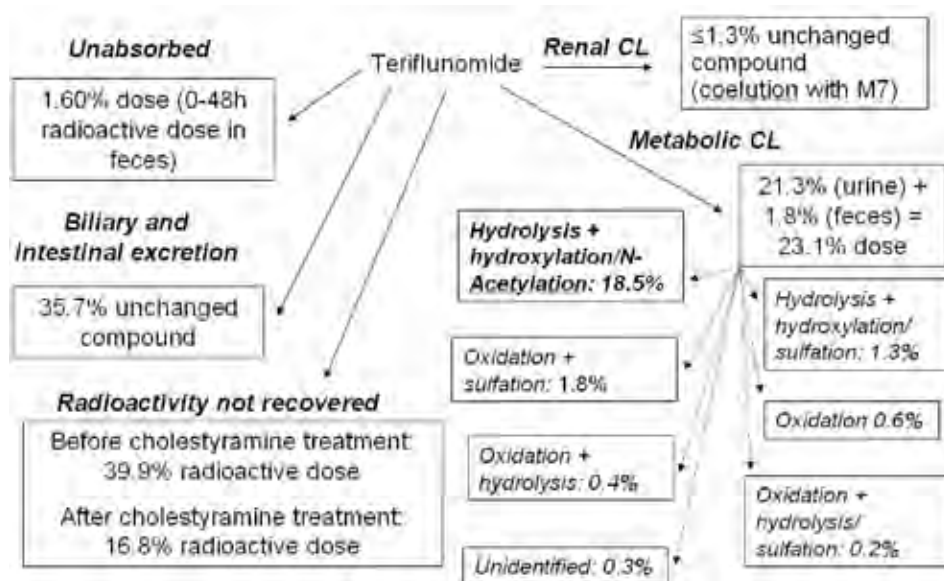 Unabsorbed
1.60% dose (0-48h
radioactive dose in
feces)
Teriflunomide
Renal CL
≤1.3% unchanged
compound
(coelution with M7)
Metabolic CL
21.3% (urine) +
1.8% (feces) =
23.1% dose
Biliary and
intestinal excretion
35.7% unchanged
compound
Hydrolysis +
hydroxylation/N-
Acetylation: 18.5%
Hydrolysis +
hydroxylation/
sulfation: 1.3%
Oxidation +
sulfation: 1.8%
Oxidation 0.6%
Radioactivity not recovered
Before cholestyramine treatment:
39.9% radioactive dose
After cholestyramine treatment:
16.8% radioactive dose
Oxidation +
hydrolysis: 0.4%
Oxidation +
hydrolysis/
sulfation: 0.2%
Unidentified: 0.3%